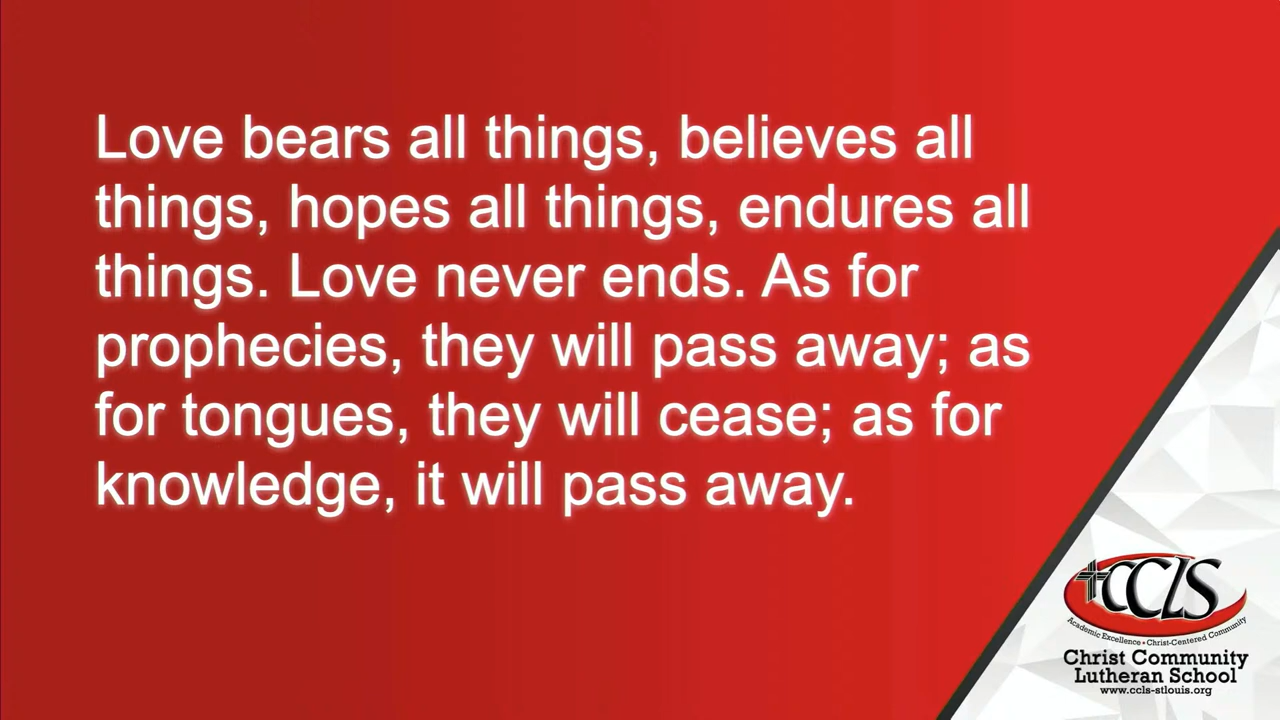 Love bears all things, believes all
things, hopes all things, endures all
things. Love never ends. As for
prophecies, they will pass away; as
for tongues, they will cease; as for
knowledge, it will pass away.
CCLS
Academic Excellence • Christ-Centered Community
Christ Community
Lutheran School
www.ccls-stlouis.org